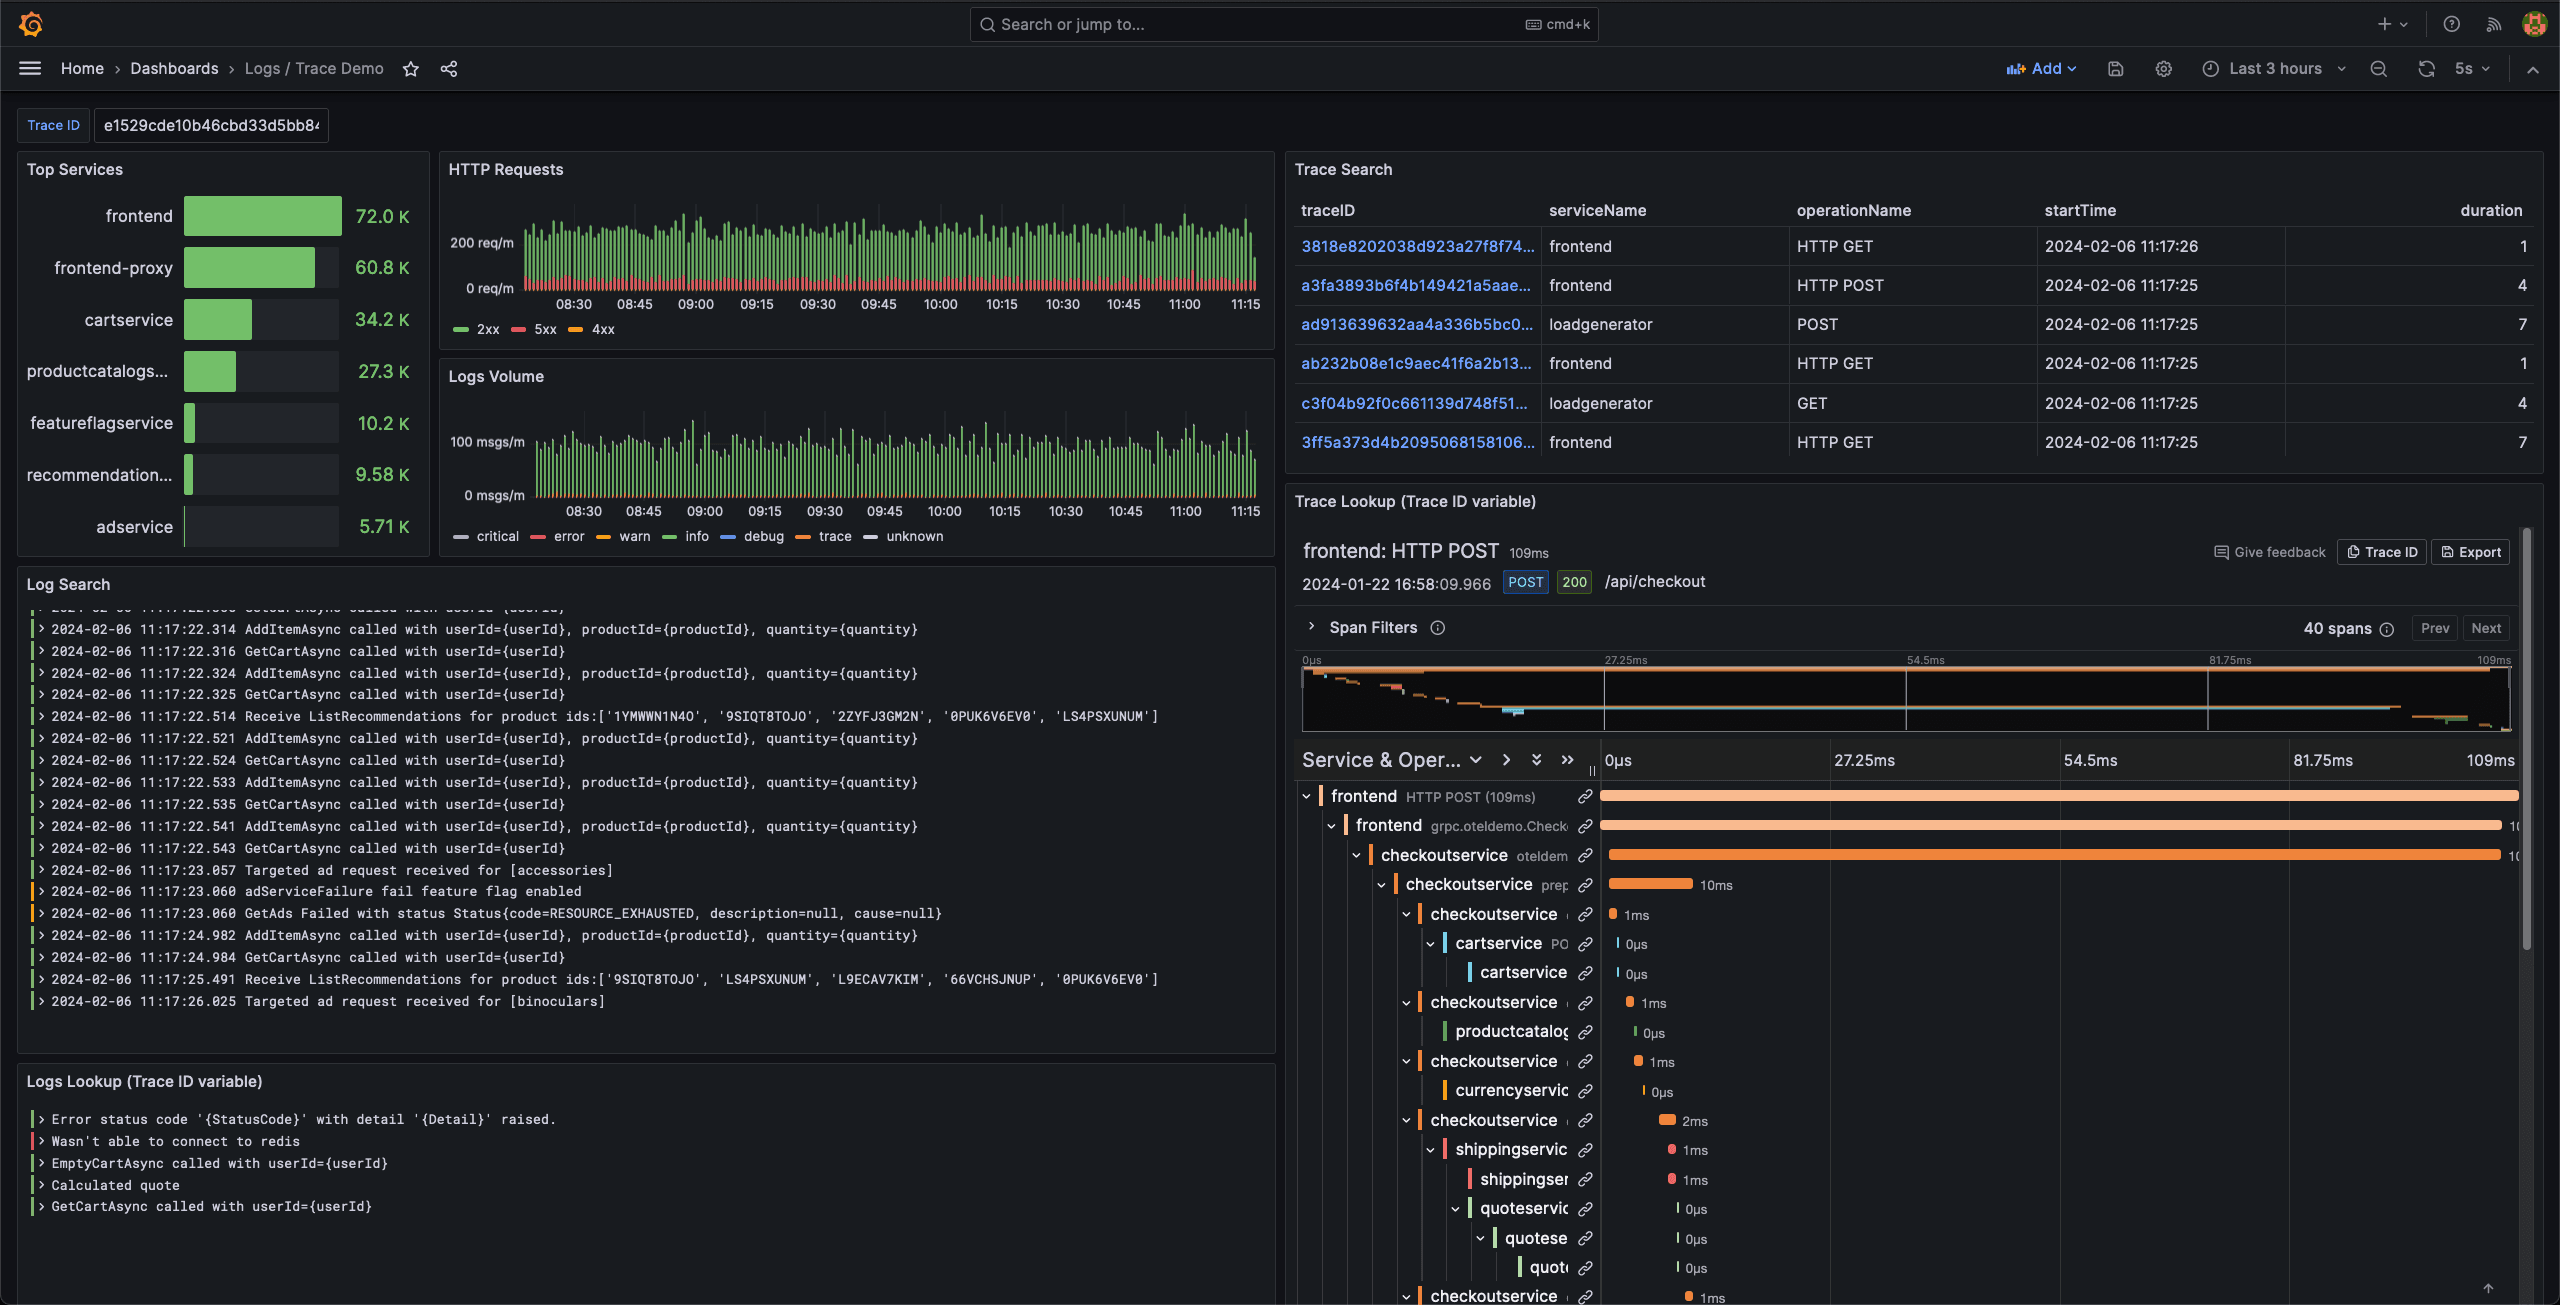 Search or jump to...
cmd+k
Home › Dashboards › Logs / Trace Demo
Add
Last 3 hours
5s
Trace ID
e1529cde10b46cbd33d5bb84
Top Services
frontend 72.0 K
frontend-proxy 60.8 K
cartservice 34.2 K
productcatalogs... 27.3 K
featureflagservice 10.2 K
recommendation... 9.58 K
adservice 5.71 K
HTTP Requests
200 req/m
0 req/m
08:30 08:45 09:00 09:15 09:30 09:45 10:00 10:15 10:30 10:45 11:00 11:15
2xx 5xx 4xx
Logs Volume
100 msgs/m
0 msgs/m
08:30 08:45 09:00 09:15 09:30 09:45 10:00 10:15 10:30 10:45 11:00 11:15
critical error warn info debug trace unknown
Log Search
2024-02-06 11:17:22.314 AddItemAsync called with userId={userId}, productId={productId}, quantity={quantity}
2024-02-06 11:17:22.316 GetCartAsync called with userId={userId}
2024-02-06 11:17:22.324 AddItemAsync called with userId={userId}, productId={productId}, quantity={quantity}
2024-02-06 11:17:22.325 GetCartAsync called with userId={userId}
2024-02-06 11:17:22.514 Receive ListRecommendations for product ids:['1YMWWN1N4O', '9SIQT8TOJO', '2ZYFJ3GM2N', '0PUK6V6EV0', 'LS4PSXUNUM']
2024-02-06 11:17:22.521 AddItemAsync called with userId={userId}, productId={productId}, quantity={quantity}
2024-02-06 11:17:22.524 GetCartAsync called with userId={userId}
2024-02-06 11:17:22.533 AddItemAsync called with userId={userId}, productId={productId}, quantity={quantity}
2024-02-06 11:17:22.535 GetCartAsync called with userId={userId}
2024-02-06 11:17:22.541 AddItemAsync called with userId={userId}, productId={productId}, quantity={quantity}
2024-02-06 11:17:22.543 GetCartAsync called with userId={userId}
2024-02-06 11:17:23.057 Targeted ad request received for [accessories]
2024-02-06 11:17:23.060 adServiceFailure fail feature flag enabled
2024-02-06 11:17:23.060 GetAds Failed with status Status{code=RESOURCE_EXHAUSTED, description=null, cause=null}
2024-02-06 11:17:24.982 AddItemAsync called with userId={userId}, productId={productId}, quantity={quantity}
2024-02-06 11:17:24.984 GetCartAsync called with userId={userId}
2024-02-06 11:17:25.491 Receive ListRecommendations for product ids:['9SIQT8TOJO', 'LS4PSXUNUM', 'L9ECAV7KIM', '66VCHSJNUP', '0PUK6V6EV0']
2024-02-06 11:17:26.025 Targeted ad request received for [binoculars]
Logs Lookup (Trace ID variable)
Error status code '{StatusCode}' with detail '{Detail}' raised.
Wasn't able to connect to redis
EmptyCartAsync called with userId={userId}
Calculated quote
GetCartAsync called with userId={userId}
Trace Search
traceID serviceName operationName startTime duration
3818e8202038d923a27f8f74... frontend HTTP GET 2024-02-06 11:17:26 1
a3fa3893b6f4b149421a5aae... frontend HTTP POST 2024-02-06 11:17:25 4
ad913639632aa4a336b5bc0... loadgenerator POST 2024-02-06 11:17:25 7
ab232b08e1c9aec41f6a2b13... frontend HTTP GET 2024-02-06 11:17:25 1
c3f04b92f0c661139d748f51... loadgenerator GET 2024-02-06 11:17:25 4
3ff5a373d4b2095068158106... frontend HTTP GET 2024-02-06 11:17:25 7
Trace Lookup (Trace ID variable)
frontend: HTTP POST 109ms
Give feedback Trace ID Export
2024-01-22 16:58:09.966 POST 200 /api/checkout
Span Filters 40 spans Prev Next
0μs 27.25ms 54.5ms 81.75ms 109ms
Service & Oper... 0μs 27.25ms 54.5ms 81.75ms 109ms
frontend HTTP POST (109ms)
frontend grpc.oteldemo.Check 10
checkoutservice oteldem 10
checkoutservice prep 10ms
checkoutservice 1ms
cartservice PO 0μs
cartservice 0μs
checkoutservice 1ms
productcatalog 0μs
checkoutservice 1ms
currencyservic 0μs
checkoutservice 2ms
shippingservic 1ms
shippingser 1ms
quoteservic 0μs
quotese 0μs
quote 0μs
checkoutservice 1ms